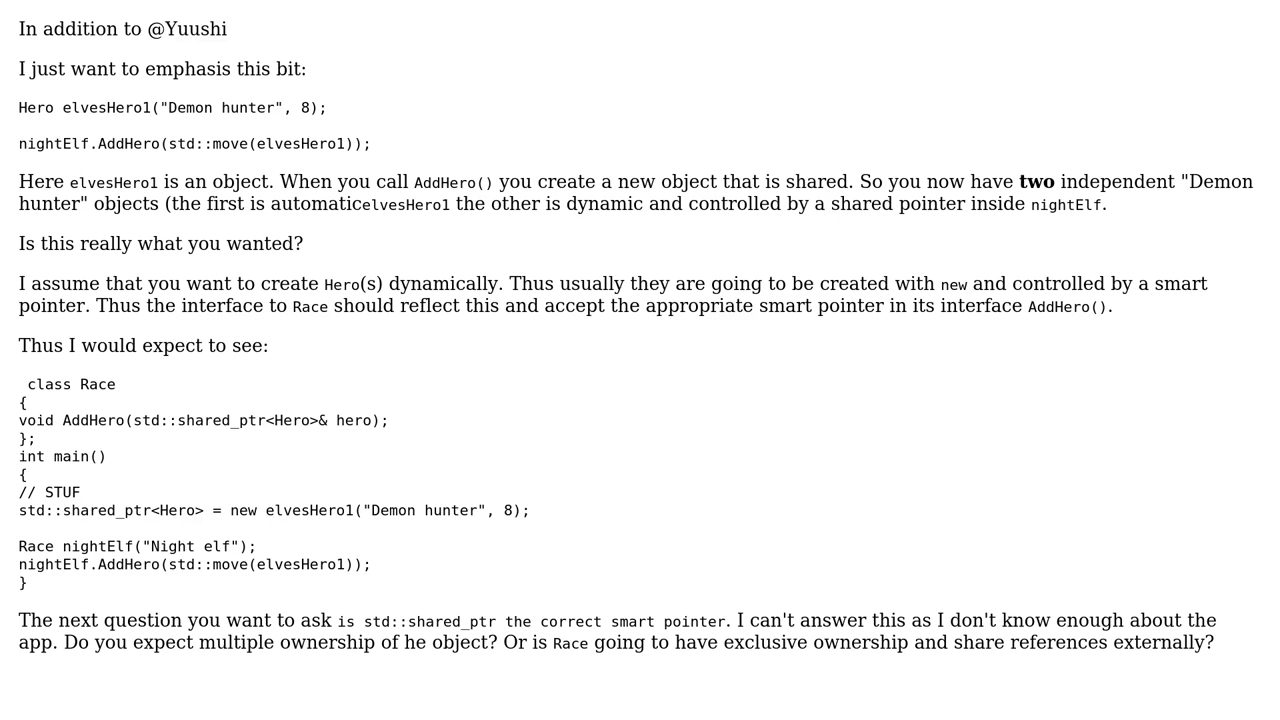 In addition to @Yuushi
I just want to emphasis this bit:
Hero elvesHero1("Demon hunter", 8);
nightElf.AddHero(std::move(elvesHero1));
Here elvesHero1 is an object. When you call AddHero() you create a new object that is shared. So you now have two independent "Demon
hunter" objects (the first is automaticelvesHero1 the other is dynamic and controlled by a shared pointer inside nightElf.
Is this really what you wanted?
I assume that you want to create Hero(s) dynamically. Thus usually they are going to be created with new and controlled by a smart
pointer. Thus the interface to Race should reflect this and accept the appropriate smart pointer in its interface AddHero().
Thus I would expect to see:
class Race
{
void AddHero(std::shared_ptr<Hero>& hero);
};
int main()
{
// STUF
std::shared_ptr<Hero> = new elvesHero1("Demon hunter", 8);
Race nightElf("Night elf");
nightElf.AddHero(std::move(elvesHero1));
}
The next question you want to ask is std::shared_ptr the correct smart pointer. I can't answer this as I don't know enough about the
app. Do you expect multiple ownership of he object? Or is Race going to have exclusive ownership and share references externally?